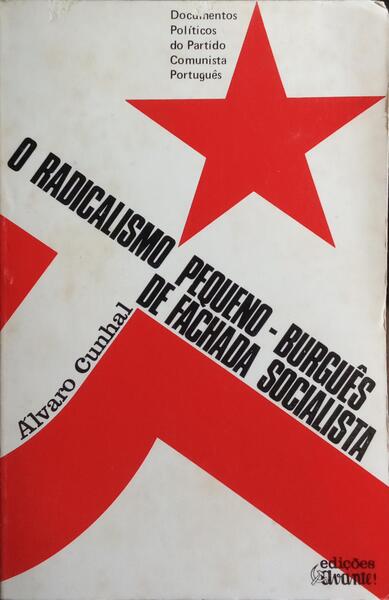 Documentos
Políticos
do Partido
Comunista
Português
O RADICALISMO PEQUENO-BURGUÊS
DE FACHADA SOCIALISTA
Álvaro Cunhal
edições
Avante!